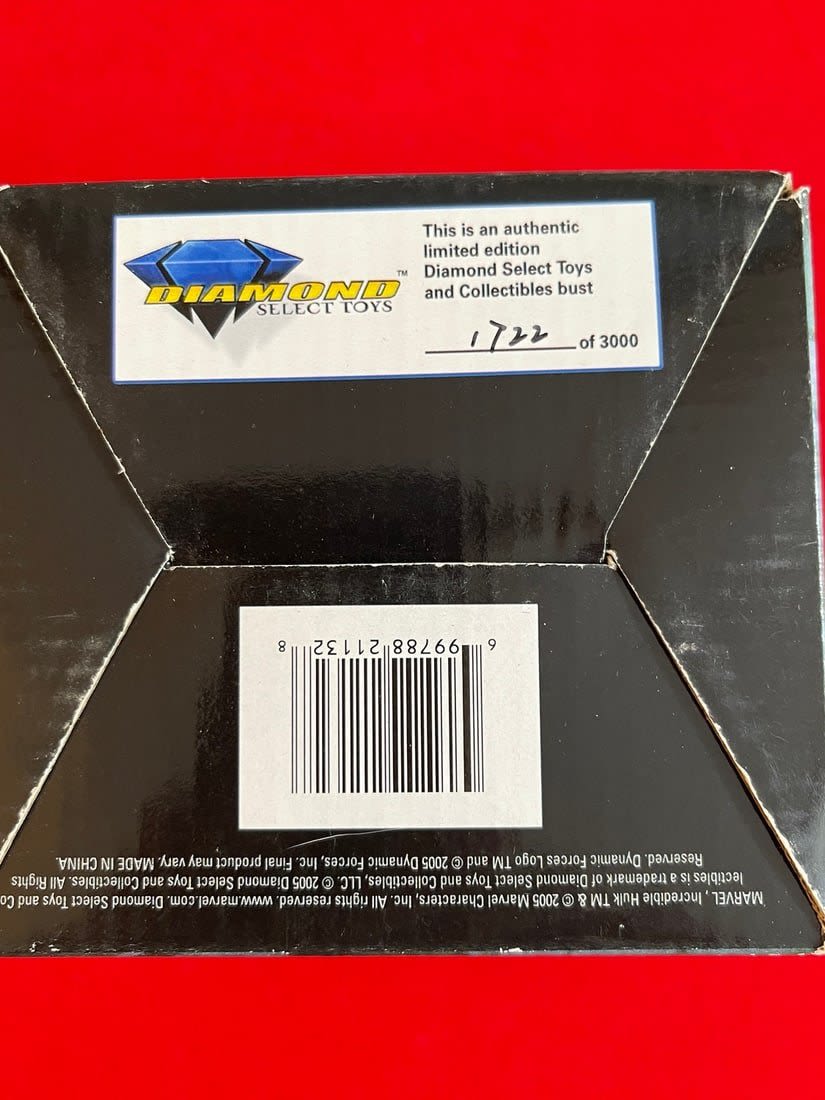 DIAMOND™
SELECT TOYS
This is an authentic
limited edition
Diamond Select Toys
and Collectibles bust
1722 of 3000
6 99788 21132 8
MARVEL, Incredible Hulk TM & © 2005 Marvel Characters, Inc. All rights reserved. www.marvel.com. Diamond Select Toys and Co
lectibles is a trademark of Diamond Select Toys and Collectibles, LLC. © 2005 Diamond Select Toys and Collectibles. All Rights
Reserved. Dynamic Forces Logo TM and © 2005 Dynamic Forces, Inc. Final product may vary. MADE IN CHINA.